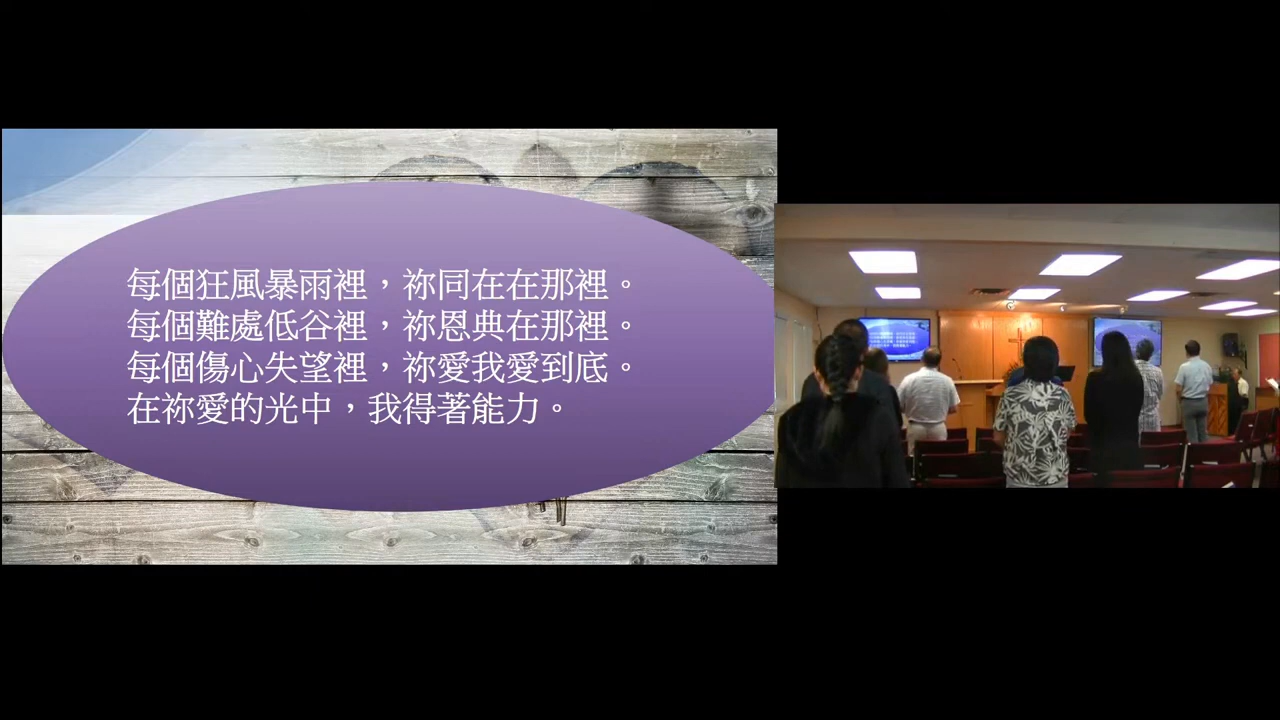 每個狂風暴雨裡，祢同在在那裡。
每個難處低谷裡，祢恩典在那裡。
每個傷心失望裡，祢愛我愛到底。
在祢愛的光中，我得著能力。